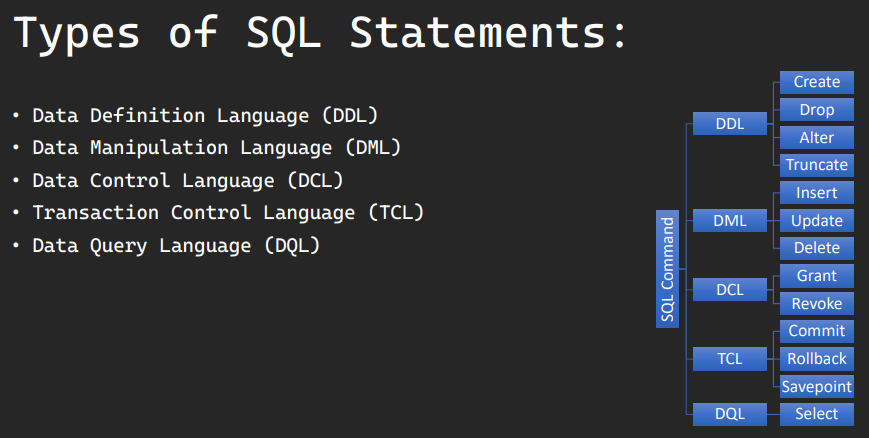 Types of SQL Statements:
• Data Definition Language (DDL)
• Data Manipulation Language (DML)
• Data Control Language (DCL)
• Transaction Control Language (TCL)
• Data Query Language (DQL)
SQL Command
DDL
Create
Drop
Alter
Truncate
DML
Insert
Update
Delete
DCL
Grant
Revoke
TCL
Commit
Rollback
Savepoint
DQL
Select